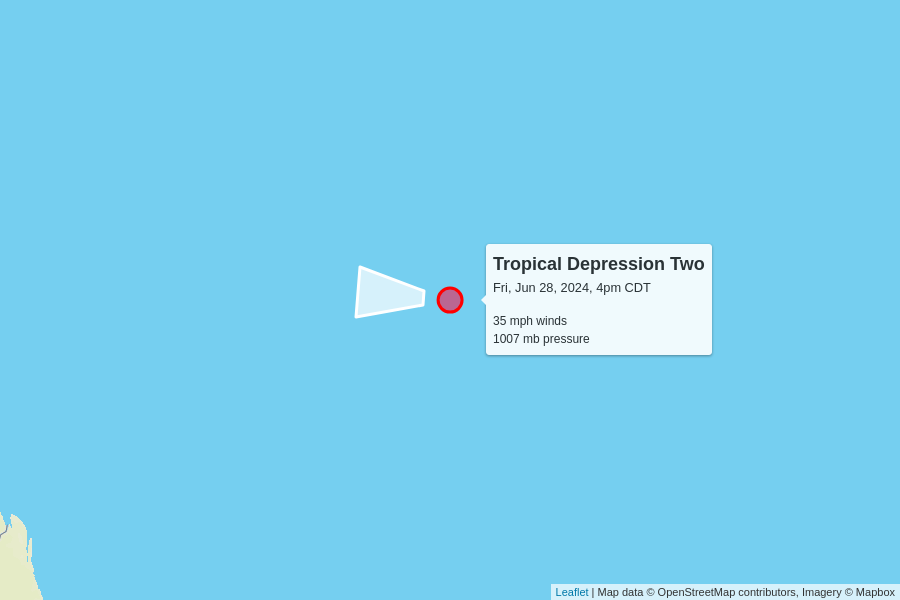 Tropical Depression Two
Fri, Jun 28, 2024, 4pm CDT
35 mph winds
1007 mb pressure
Leaflet | Map data © OpenStreetMap contributors, Imagery © Mapbox